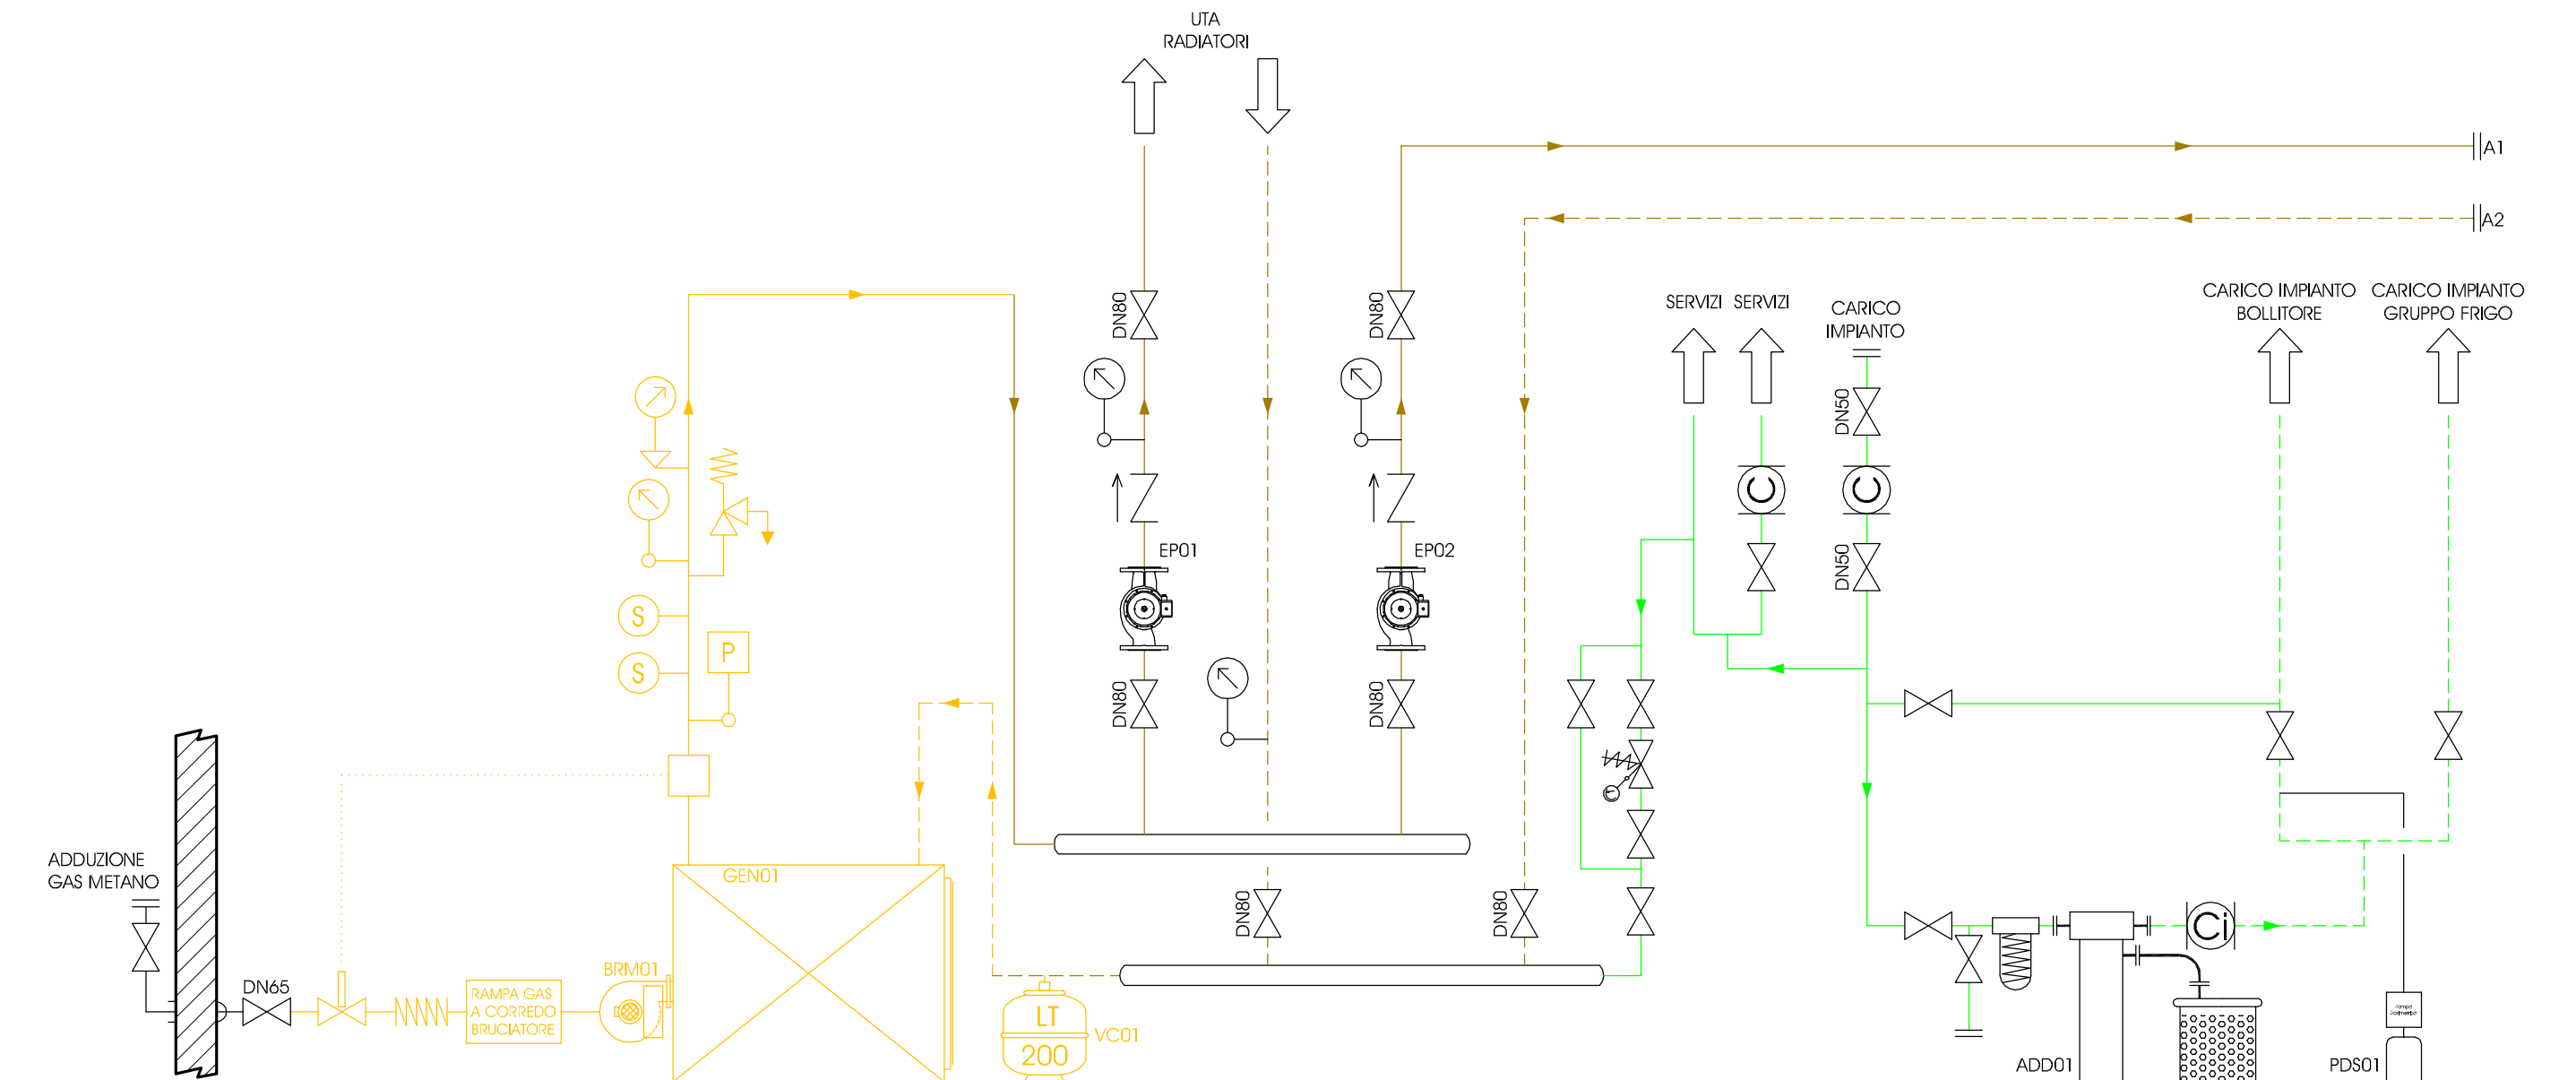 UTA
RADIATORI
A1
A2
SERVIZI
SERVIZI
CARICO
IMPIANTO
CARICO IMPIANTO
BOLLITORE
CARICO IMPIANTO
GRUPPO FRIGO
DN80
DN80
DN50
DN50
EP01
EP02
S
S
P
DN80
DN80
ADDUZIONE
GAS METANO
GEN01
DN80
DN80
Ci
DN65
BRM01
RAMPA GAS
A CORREDO
BRUCIATORE
LT
200
VC01
ADD01
PDS01